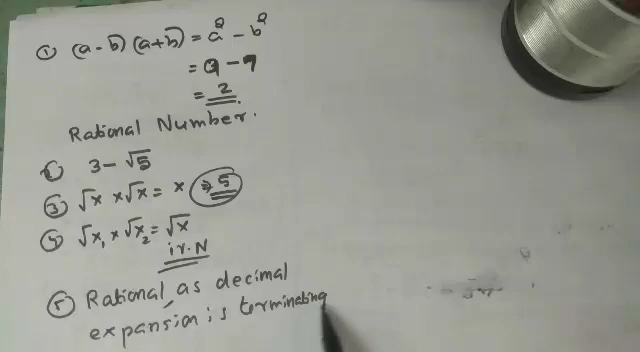 ① (a-b) (a+b) = a² - b²
= 9 - 7
= 2.
Rational Number.
② 3 - √5
③ √x × √x = x ⇒ 5
④ √x₁ × √x₂ = √x
ir.N
⑤ Rational, as decimal
expansion is terminating